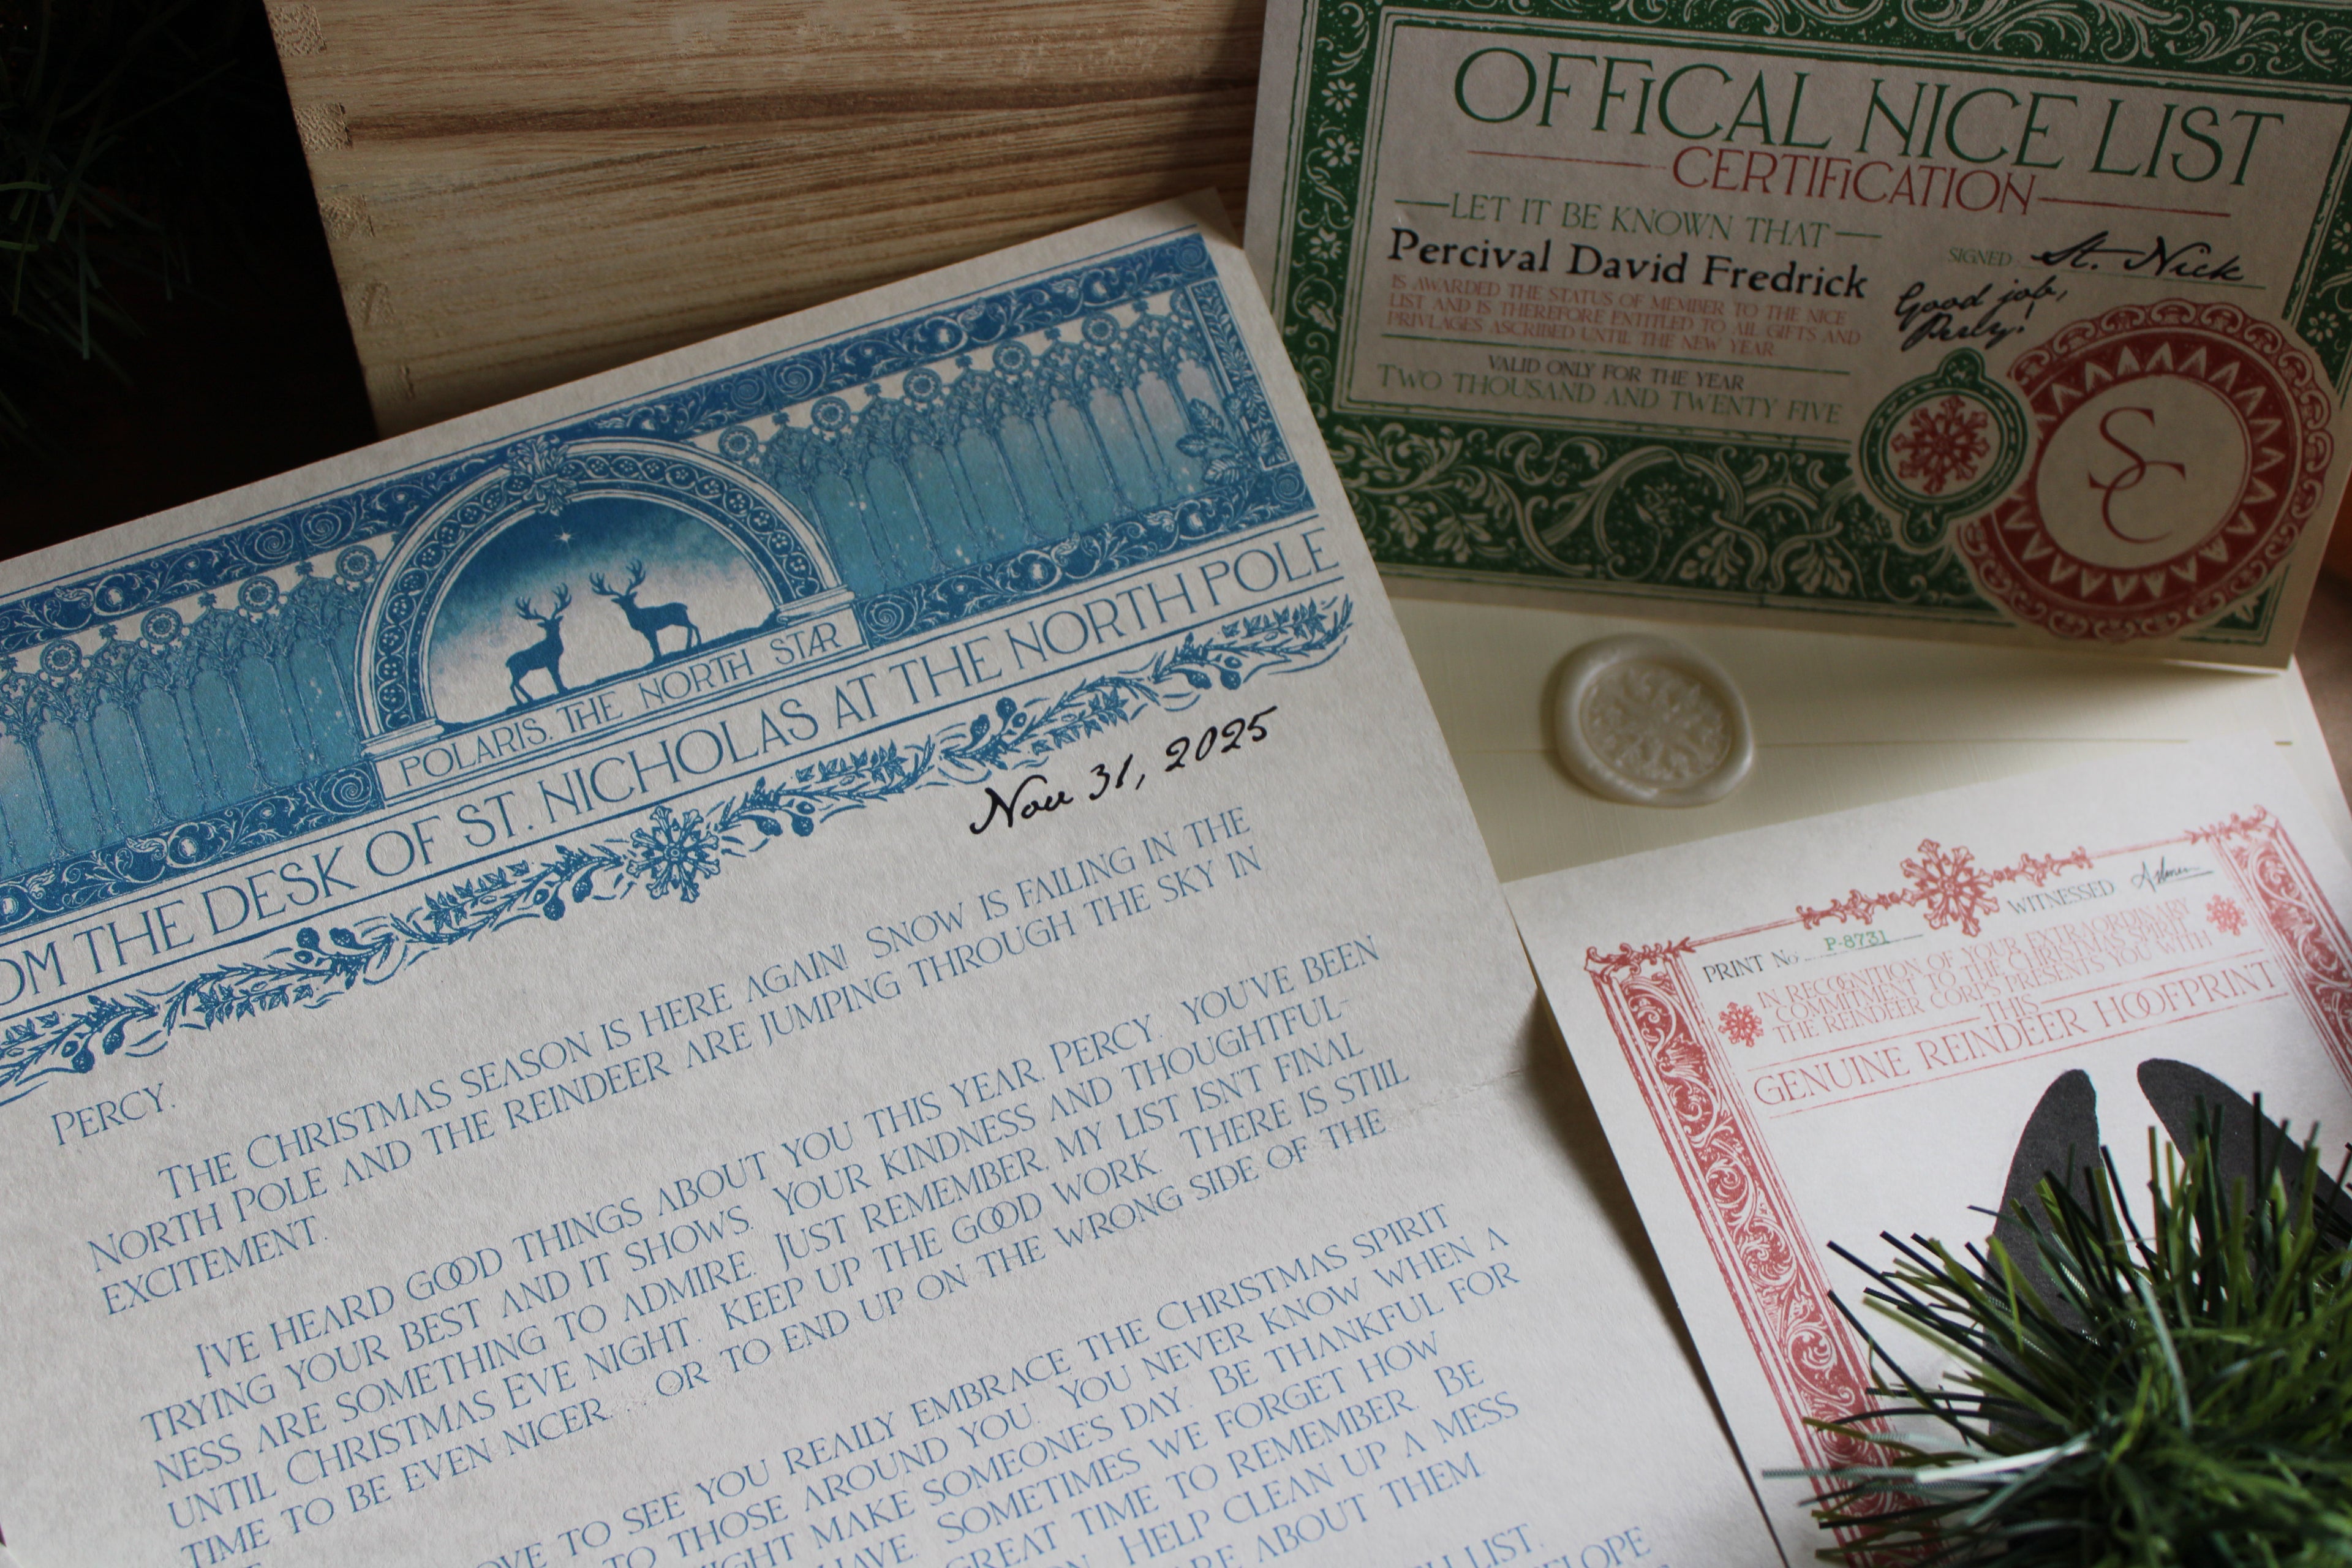 POLARIS, THE NORTH STAR
OM THE DESK OF ST. NICHOLAS AT THE NORTH POLE
Nov 31, 2025
PERCY,
THE CHRISTMAS SEASON IS HERE AGAIN! SNOW IS FALLING IN THE
NORTH POLE AND THE REINDEER ARE JUMPING THROUGH THE SKY IN
EXCITEMENT.
I'VE HEARD GOOD THINGS ABOUT YOU THIS YEAR, PERCY. YOU'VE BEEN
TRYING YOUR BEST AND IT SHOWS. YOUR KINDNESS AND THOUGHTFUL-
NESS ARE SOMETHING TO ADMIRE. JUST REMEMBER, MY LIST ISN'T FINAL
UNTIL CHRISTMAS EVE NIGHT. KEEP UP THE GOOD WORK. THERE IS STILL
TIME TO BE EVEN NICER... OR TO END UP ON THE WRONG SIDE OF THE
OVE TO SEE YOU REALLY EMBRACE THE CHRISTMAS SPIRIT
TO THOSE AROUND YOU. YOU NEVER KNOW WHEN A
IGHT MAKE SOMEONE'S DAY. BE THANKFUL FOR
HAVE. SOMETIMES WE FORGET HOW
GREAT TIME TO REMEMBER. BE
HELP CLEAN UP A MESS
ABOUT THEM
LIST.
ELOPE
OFFICAL NICE LIST
CERTIFICATION
LET IT BE KNOWN THAT
Percival David Fredrick
IS AWARDED THE STATUS OF MEMBER TO THE NICE
LIST AND IS THEREFORE ENTITLED TO ALL GIFTS AND
PRIVLAGES ASCRIBED UNTIL THE NEW YEAR
VALID ONLY FOR THE YEAR
TWO THOUSAND AND TWENTY FIVE
SIGNED St. Nick
Good job,
Percy!
SC
PRINT No. P-8731
WITNESSED
IN RECOGNITION OF YOUR EXTRAORDINARY
COMMITMENT TO THE CHRISTMAS SPIRIT
THE REINDEER CORPS PRESENTS YOU WITH
THIS
GENUINE REINDEER HOOFPRINT